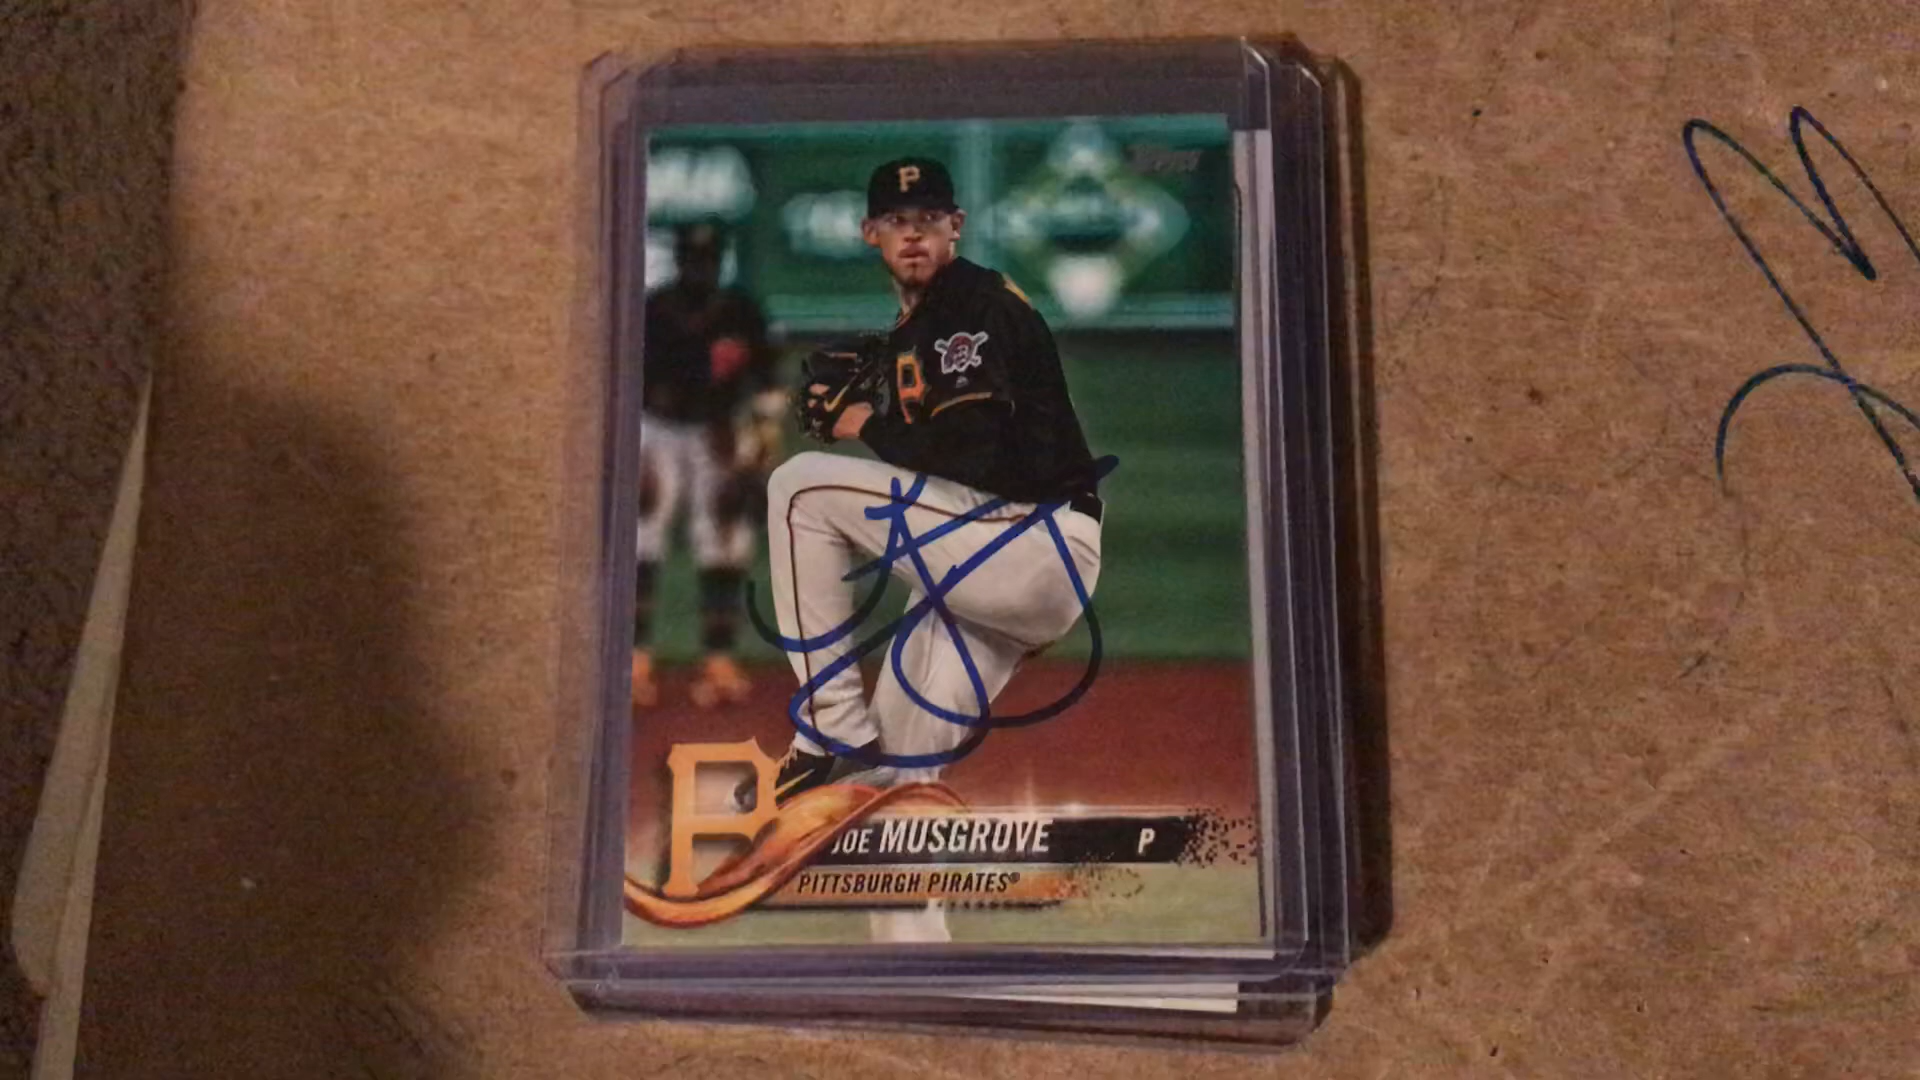 Topps
P
P
JOE MUSGROVE P
PITTSBURGH PIRATES®